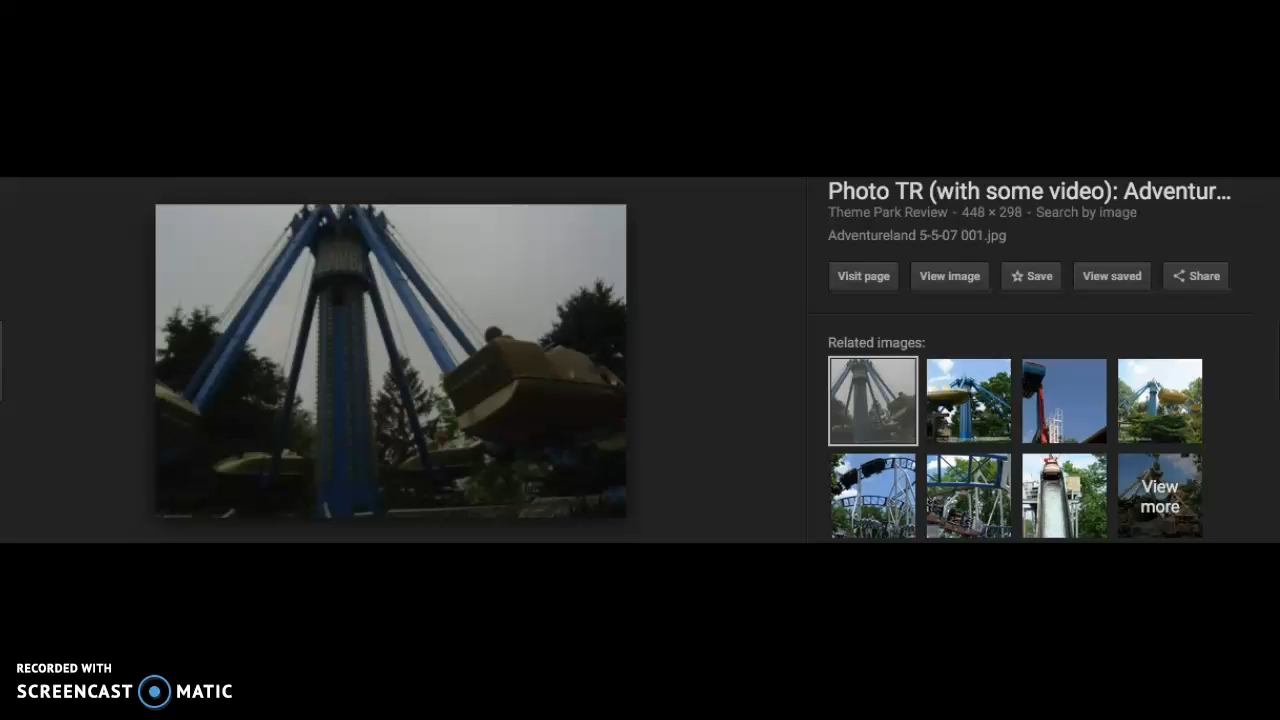 Photo TR (with some video): Adventur...
Theme Park Review - 448 × 298 - Search by image
Adventureland 5-5-07 001.jpg
Visit page
View image
Save
View saved
Share
Related images:
View
more
RECORDED WITH
SCREENCAST MATIC